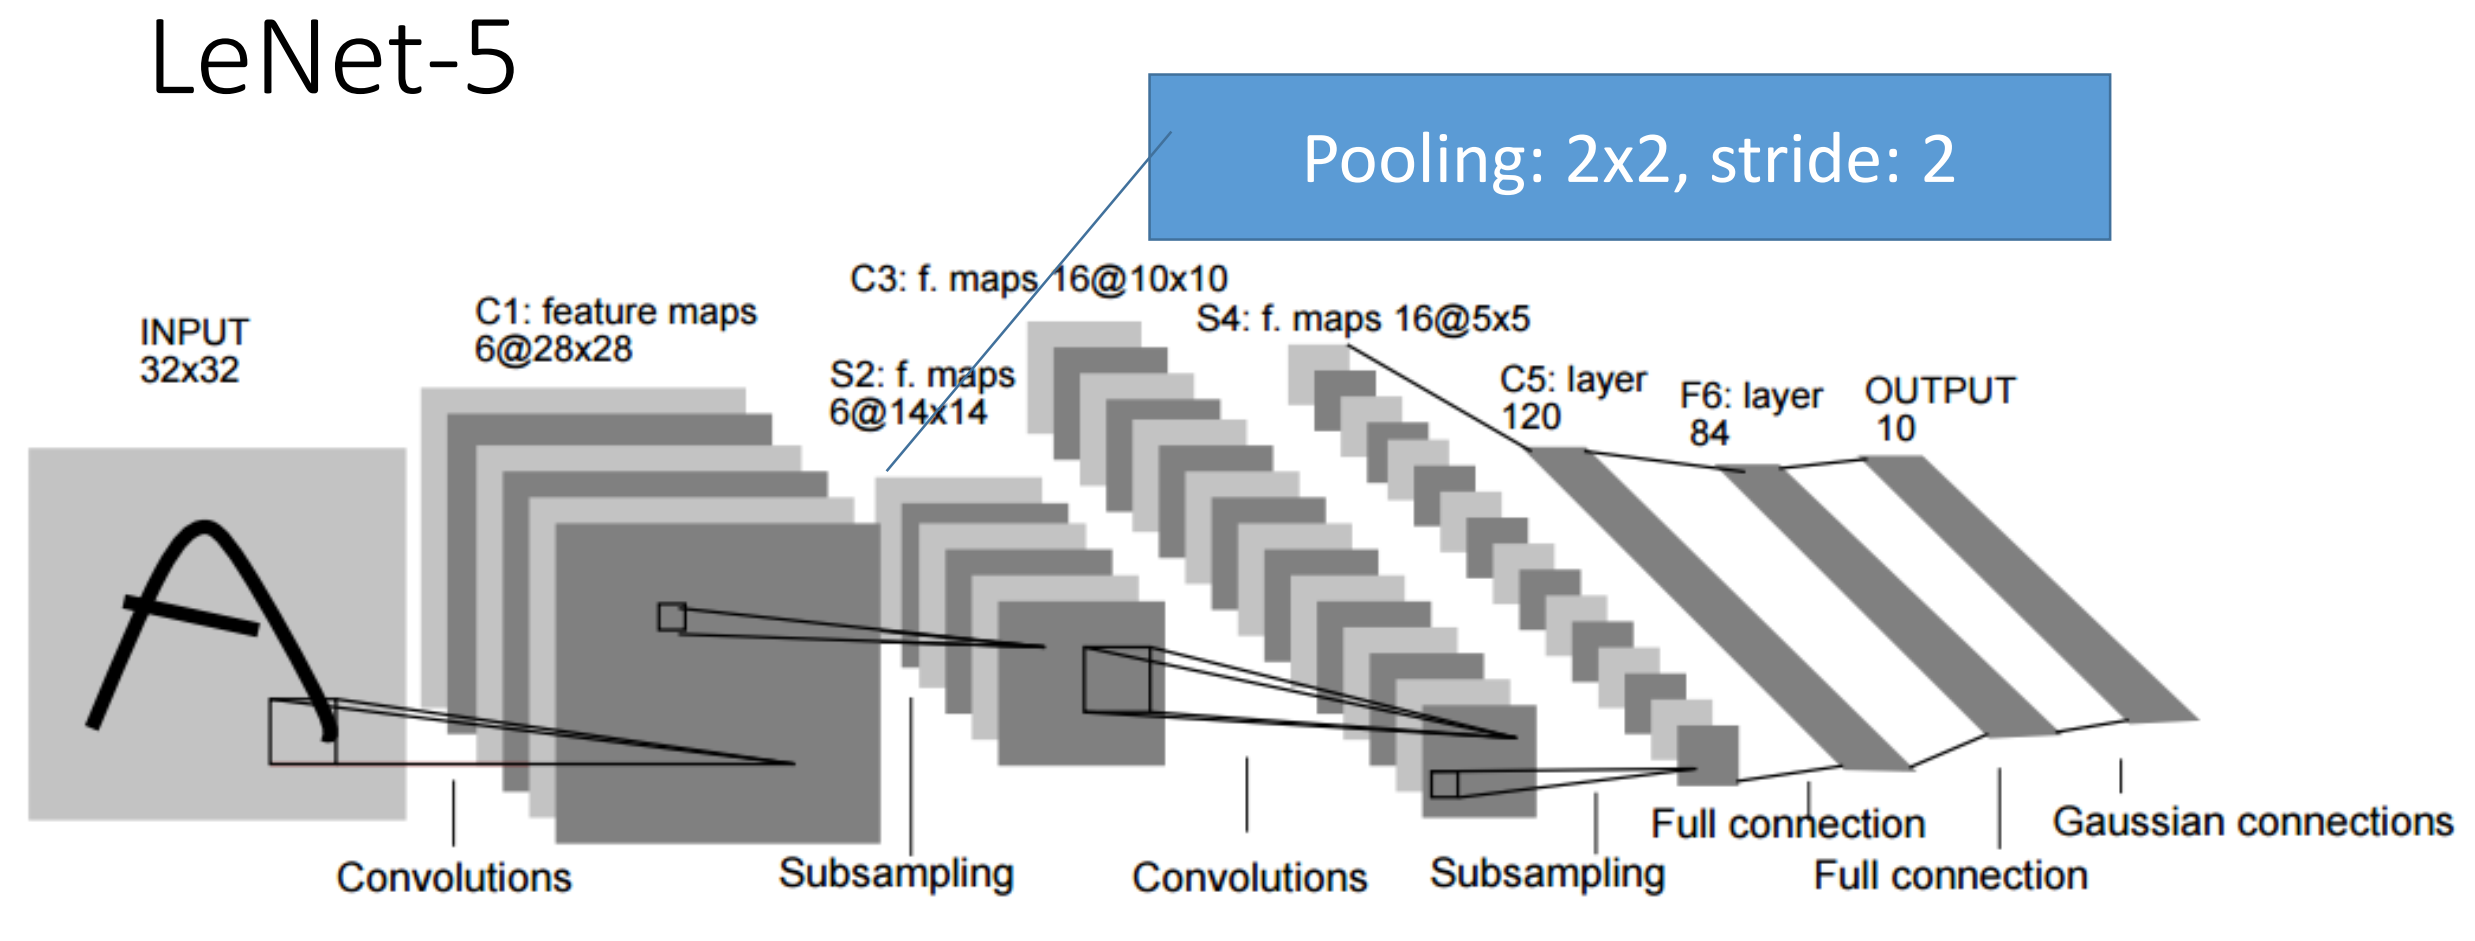 LeNet-5
Pooling: 2x2, stride: 2
INPUT
32x32
C1: feature maps
6@28x28
S2: f. maps
6@14x14
C3: f. maps 16@10x10
S4: f. maps 16@5x5
C5: layer
120
F6: layer
84
OUTPUT
10
Convolutions
Subsampling
Convolutions
Subsampling
Full connection
Full connection
Gaussian connections